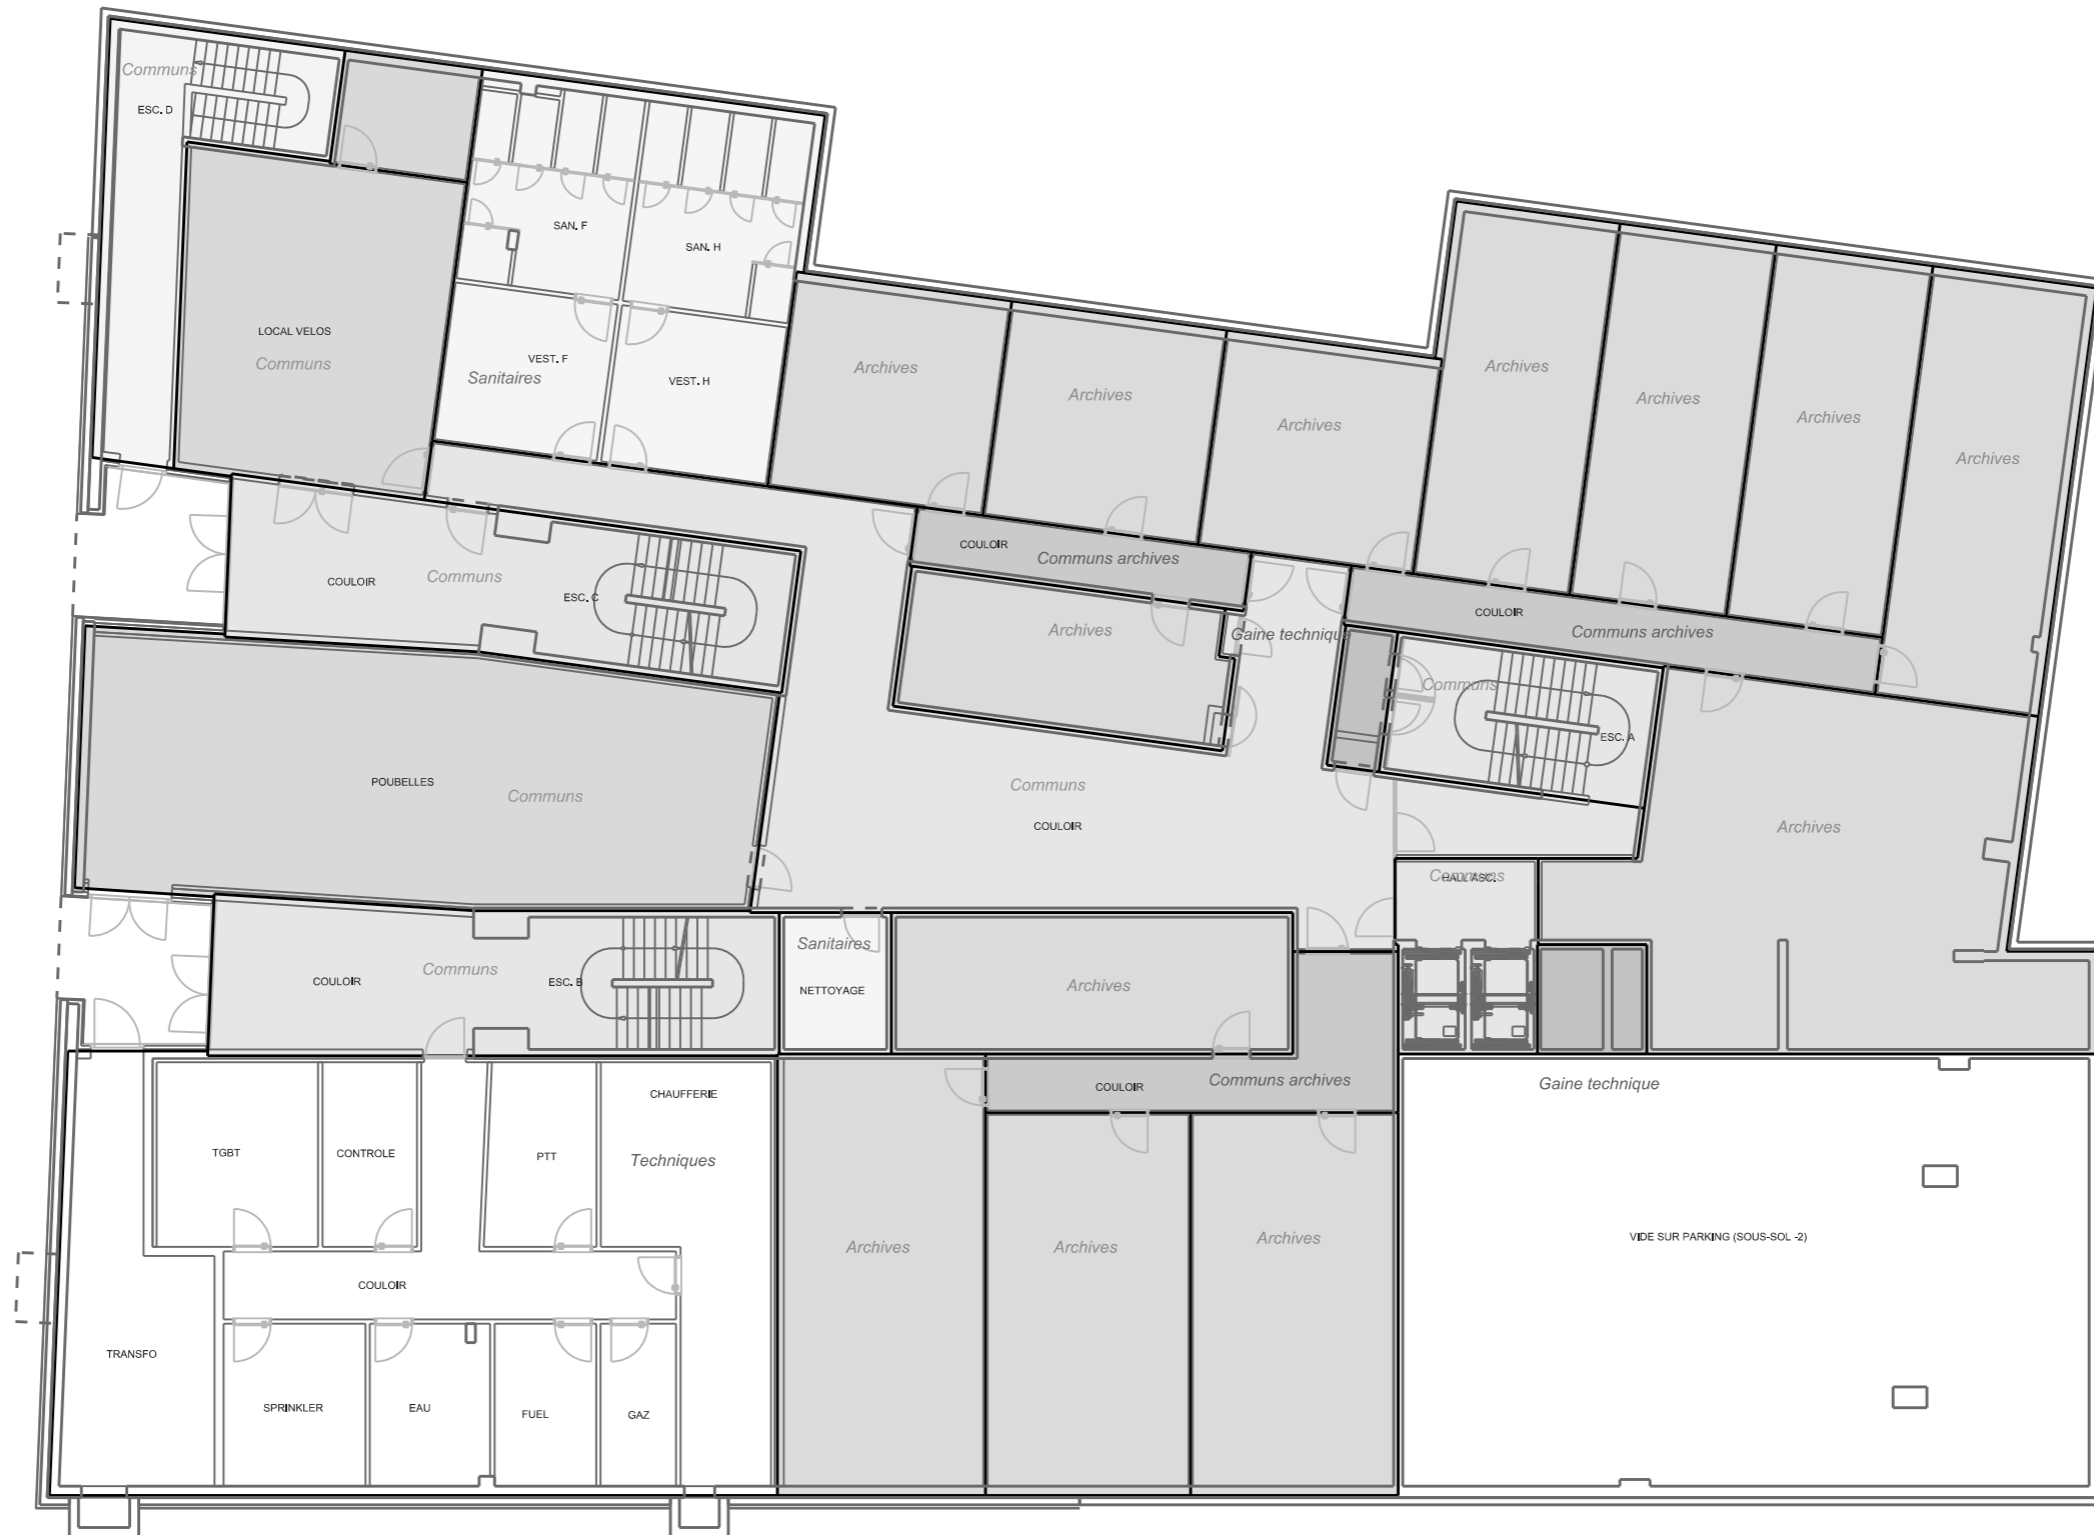 Communs
ESC. D
SAN. F
SAN. H
LOCAL VELOS
Communs
VEST. F
Sanitaires
VEST. H
Archives
Archives
Archives
Archives
Archives
Archives
Archives
COULOIR
Communs archives
COULOIR
Communs
ESC. C
Archives
Gaine technique
COULOIR
Communs archives
Communs
ESC. A
POUBELLES
Communs
Communs
COULOIR
Archives
Communs
HALL ASC.
COULOIR
Communs
ESC. B
Sanitaires
NETTOYAGE
Archives
COULOIR
Communs archives
Gaine technique
CHAUFFERIE
TGBT
CONTROLE
PTT
Techniques
Archives
Archives
Archives
VIDE SUR PARKING (SOUS-SOL -2)
COULOIR
TRANSFO
SPRINKLER
EAU
FUEL
GAZ